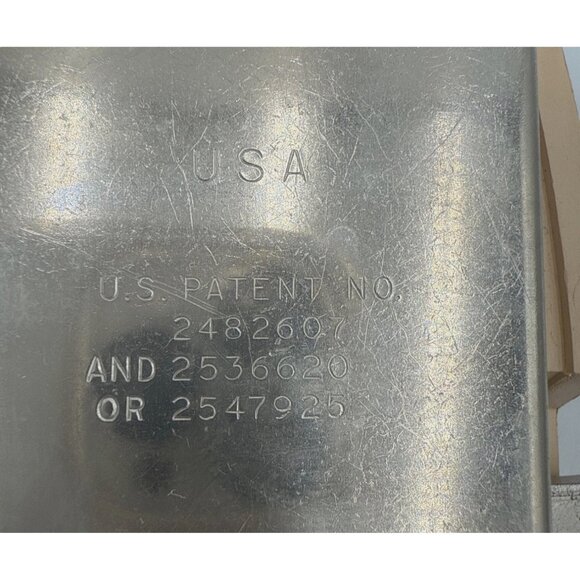 USA
U.S. PATENT NO.
2482607
AND 2536620
OR 2547925